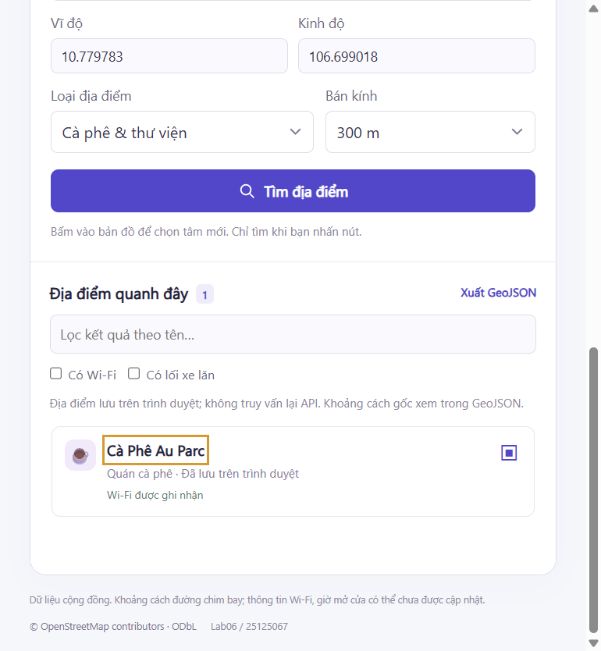 Vĩ độ Kinh độ
10.779783 106.699018
Loại địa điểm Bán kính
Cà phê & thư viện 300 m
Tìm địa điểm
Bấm vào bản đồ để chọn tâm mới. Chỉ tìm khi bạn nhấn nút.
Địa điểm quanh đây 1 Xuất GeoJSON
Lọc kết quả theo tên...
Có Wi-Fi Có lối xe lăn
Địa điểm lưu trên trình duyệt; không truy vấn lại API. Khoảng cách gốc xem trong GeoJSON.
Cà Phê Au Parc
Quán cà phê · Đã lưu trên trình duyệt
Wi-Fi được ghi nhận
Dữ liệu cộng đồng. Khoảng cách đường chim bay; thông tin Wi-Fi, giờ mở cửa có thể chưa được cập nhật.
© OpenStreetMap contributors · ODbL Lab06 / 25125067